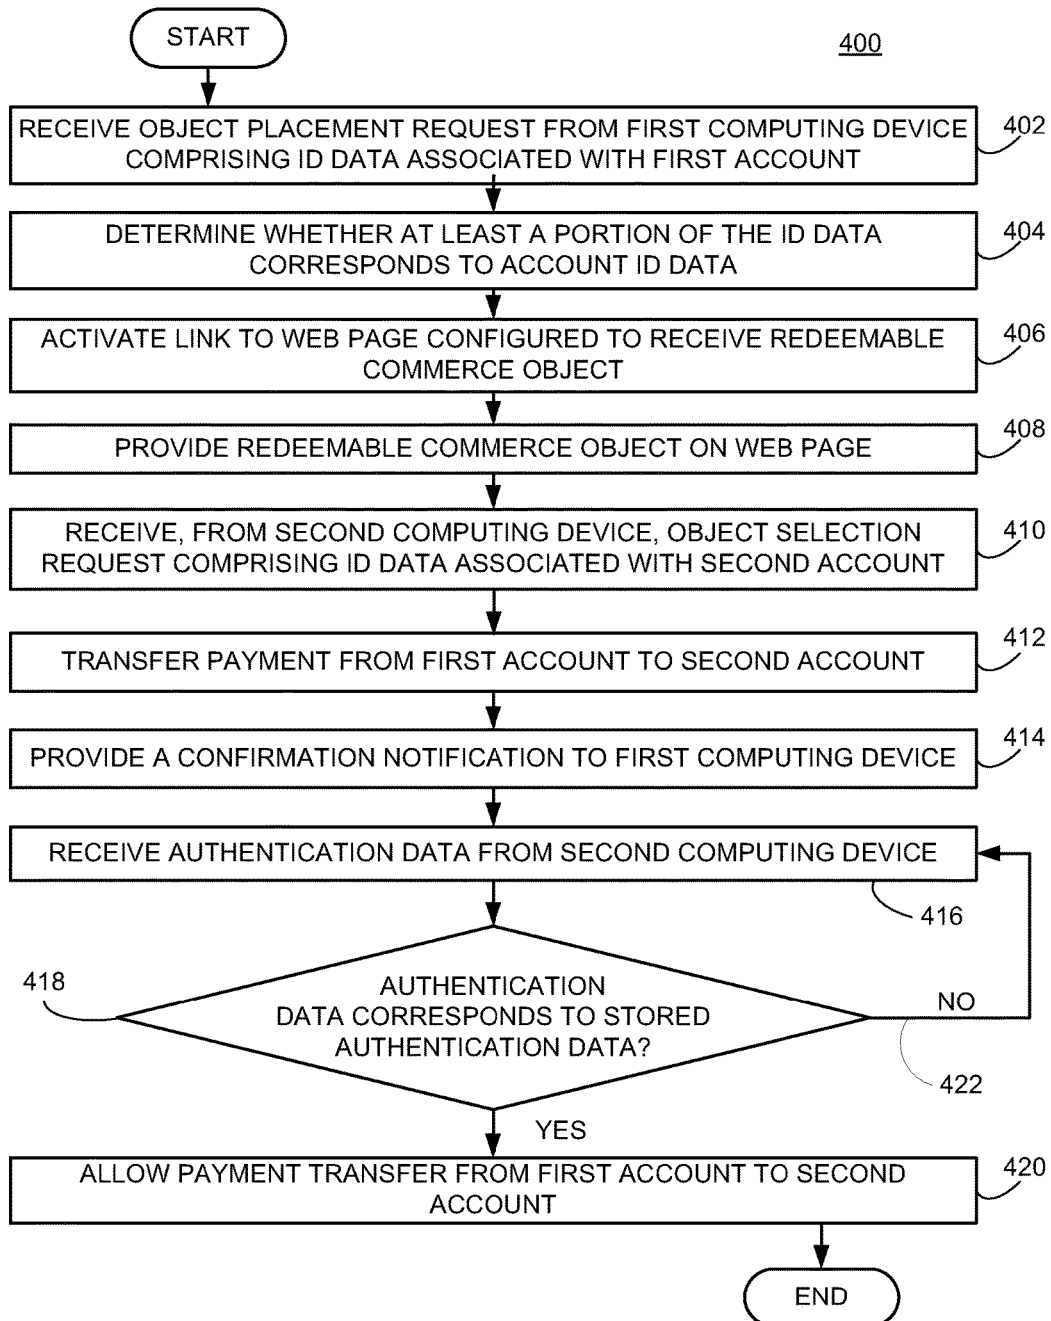 START
400
RECEIVE OBJECT PLACEMENT REQUEST FROM FIRST COMPUTING DEVICE
COMPRISING ID DATA ASSOCIATED WITH FIRST ACCOUNT
402
DETERMINE WHETHER AT LEAST A PORTION OF THE ID DATA
CORRESPONDS TO ACCOUNT ID DATA
404
ACTIVATE LINK TO WEB PAGE CONFIGURED TO RECEIVE REDEEMABLE
COMMERCE OBJECT
406
PROVIDE REDEEMABLE COMMERCE OBJECT ON WEB PAGE
408
RECEIVE, FROM SECOND COMPUTING DEVICE, OBJECT SELECTION
REQUEST COMPRISING ID DATA ASSOCIATED WITH SECOND ACCOUNT
410
TRANSFER PAYMENT FROM FIRST ACCOUNT TO SECOND ACCOUNT
412
PROVIDE A CONFIRMATION NOTIFICATION TO FIRST COMPUTING DEVICE
414
RECEIVE AUTHENTICATION DATA FROM SECOND COMPUTING DEVICE
416
418
AUTHENTICATION
DATA CORRESPONDS TO STORED
AUTHENTICATION DATA?
NO
422
YES
ALLOW PAYMENT TRANSFER FROM FIRST ACCOUNT TO SECOND
ACCOUNT
420
END